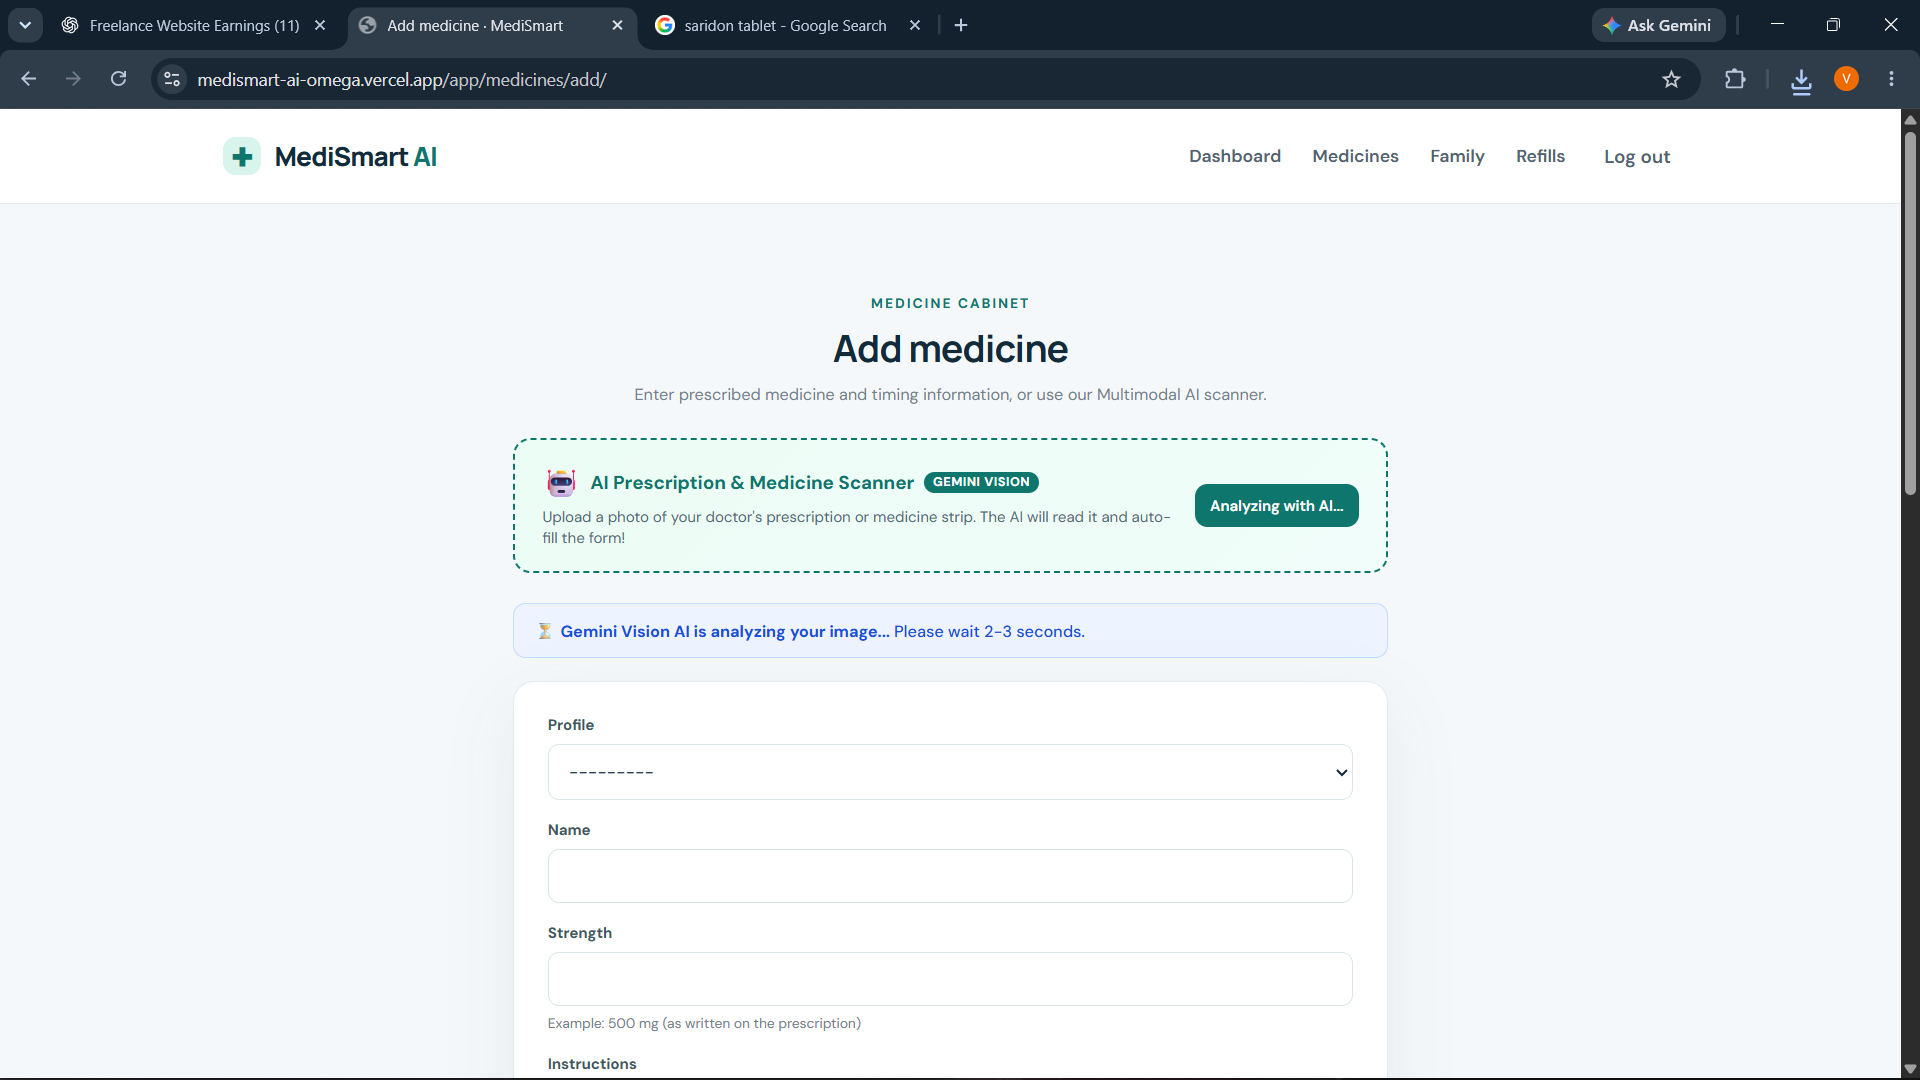 Freelance Website Earnings (11)
Add medicine · MediSmart
saridon tablet - Google Search
Ask Gemini
medismart-ai-omega.vercel.app/app/medicines/add/
V
MediSmart AI
Dashboard
Medicines
Family
Refills
Log out
MEDICINE CABINET
Add medicine
Enter prescribed medicine and timing information, or use our Multimodal AI scanner.
AI Prescription & Medicine Scanner
GEMINI VISION
Upload a photo of your doctor's prescription or medicine strip. The AI will read it and auto-
fill the form!
Analyzing with AI...
Gemini Vision AI is analyzing your image... Please wait 2-3 seconds.
Profile
---------
Name
Strength
Example: 500 mg (as written on the prescription)
Instructions